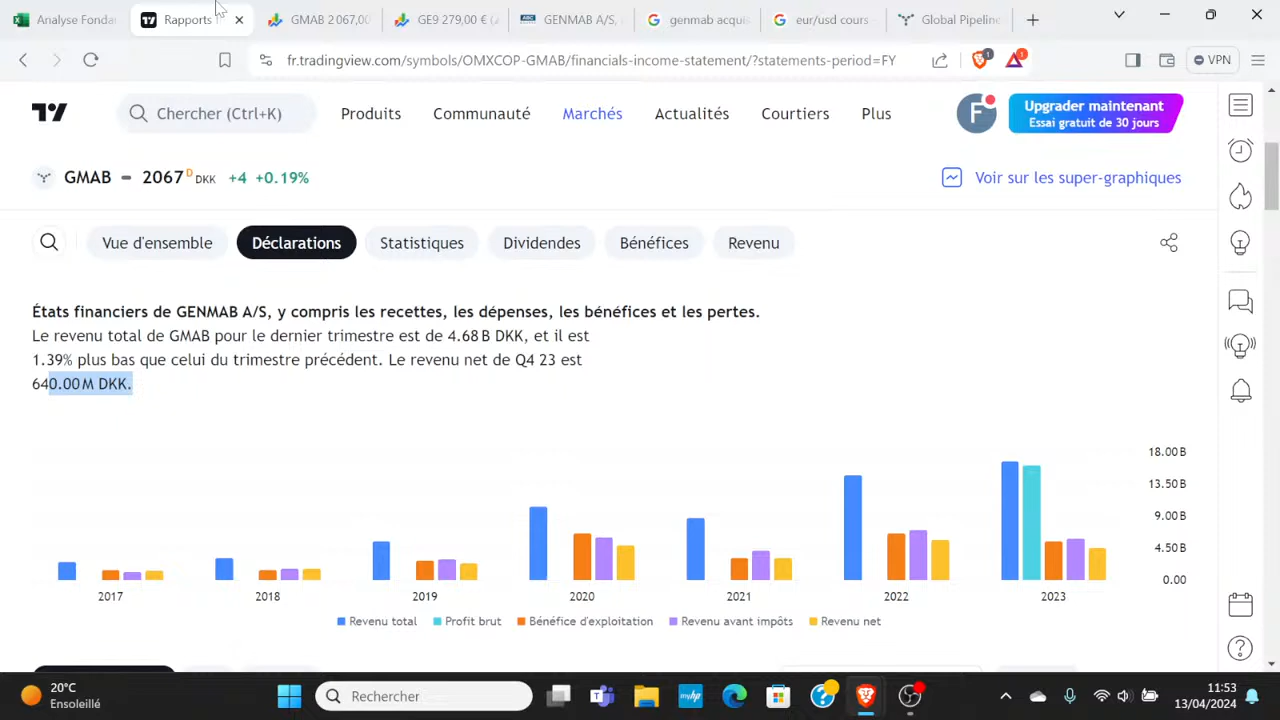 Analyse Fonda
Rapports
GMAB 2 067,00
GE9 279,00 € (
GENMAB A/S,
genmab acquis
eur/usd cours
Global Pipeline
fr.tradingview.com/symbols/OMXCOP-GMAB/financials-income-statement/?statements-period=FY
1
1
VPN
Chercher (Ctrl+K)
Produits
Communauté
Marchés
Actualités
Courtiers
Plus
F
Upgrader maintenant
Essai gratuit de 30 jours
GMAB
2067 D DKK
+4 +0.19%
Voir sur les super-graphiques
Vue d'ensemble
Déclarations
Statistiques
Dividendes
Bénéfices
Revenu
États financiers de GENMAB A/S, y compris les recettes, les dépenses, les bénéfices et les pertes.
Le revenu total de GMAB pour le dernier trimestre est de 4.68 B DKK, et il est
1.39% plus bas que celui du trimestre précédent. Le revenu net de Q4 23 est
640.00 M DKK.
18.00 B
13.50 B
9.00 B
4.50 B
0.00
2017
2018
2019
2020
2021
2022
2023
Revenu total
Profit brut
Bénéfice d'exploitation
Revenu avant impôts
Revenu net
20°C
Ensoleillé
Rechercher
11:53
13/04/2024